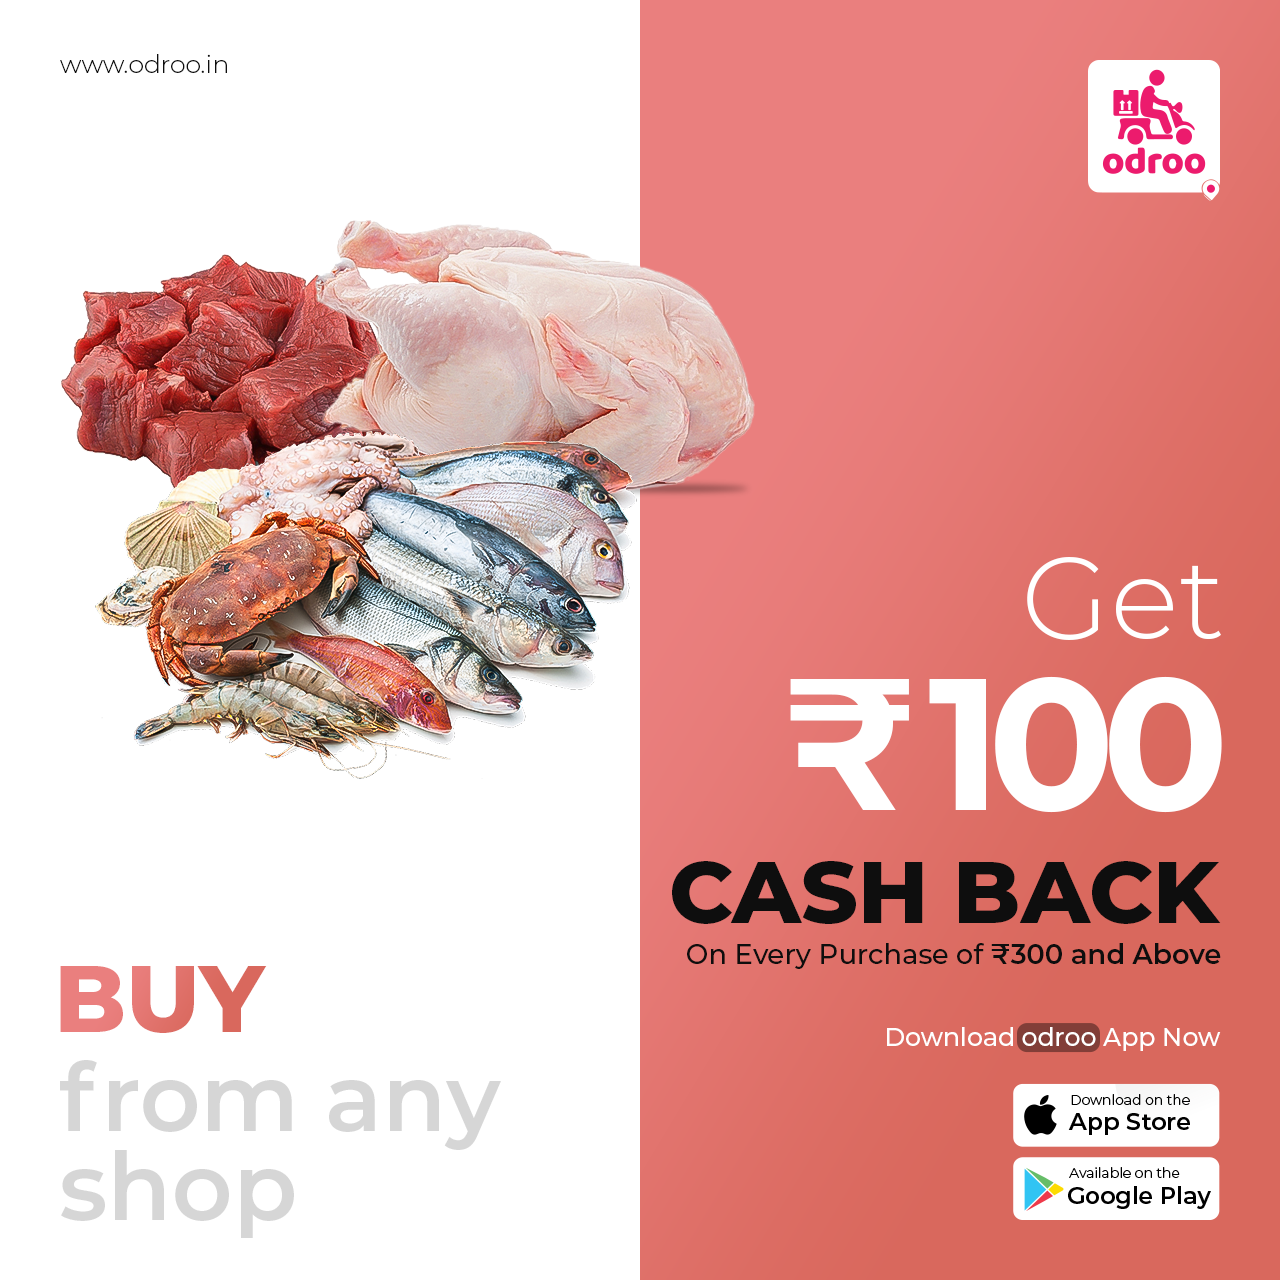 www.odroo.in
odroo
Get
₹100
CASH BACK
On Every Purchase of ₹300 and Above
BUY
from any
shop
Download odroo App Now
Download on the
App Store
Available on the
Google Play